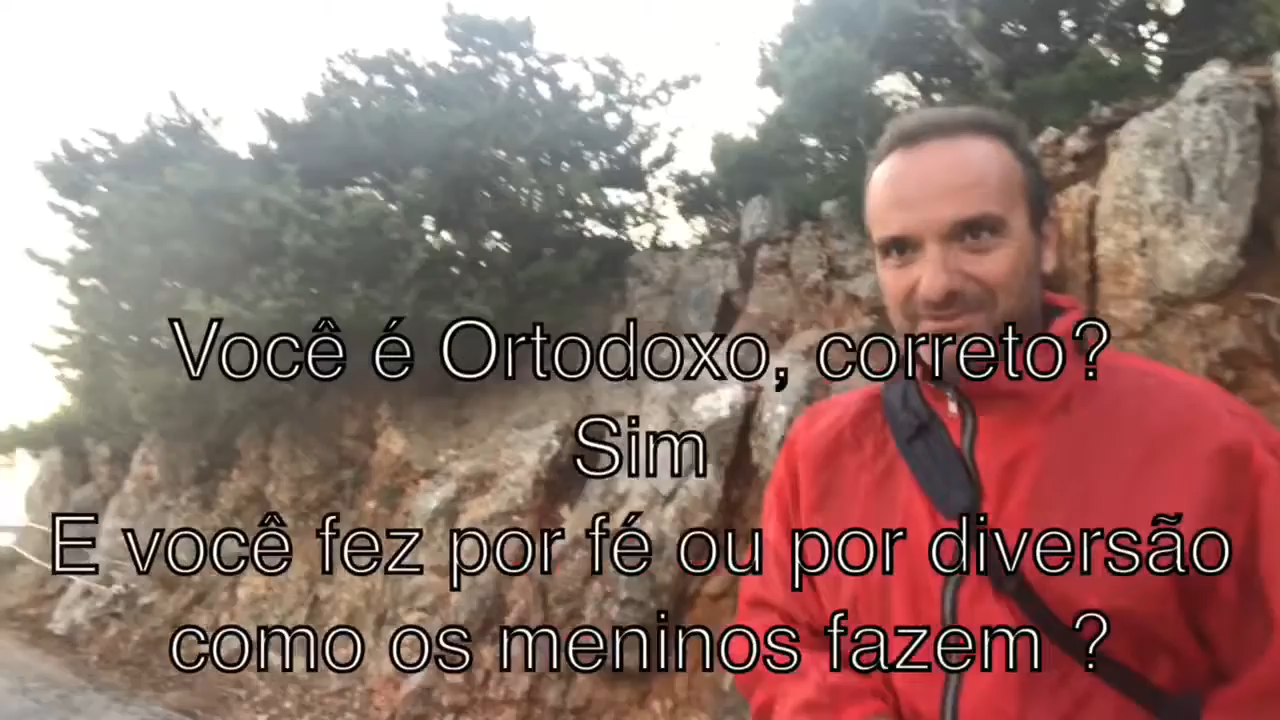 Você é Ortodoxo, correto?
Sim
E você fez por fé ou por diversão
como os meninos fazem ?